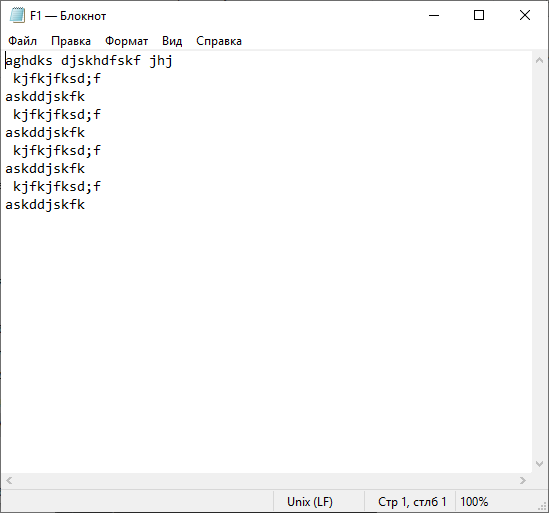 F1 — Блокнот
Файл Правка Формат Вид Справка
aghdks djskhdfskf jhj
 kjfkjfksd;f
askddjskfk
 kjfkjfksd;f
askddjskfk
 kjfkjfksd;f
askddjskfk
 kjfkjfksd;f
askddjskfk
Unix (LF) Стр 1, стлб 1 100%